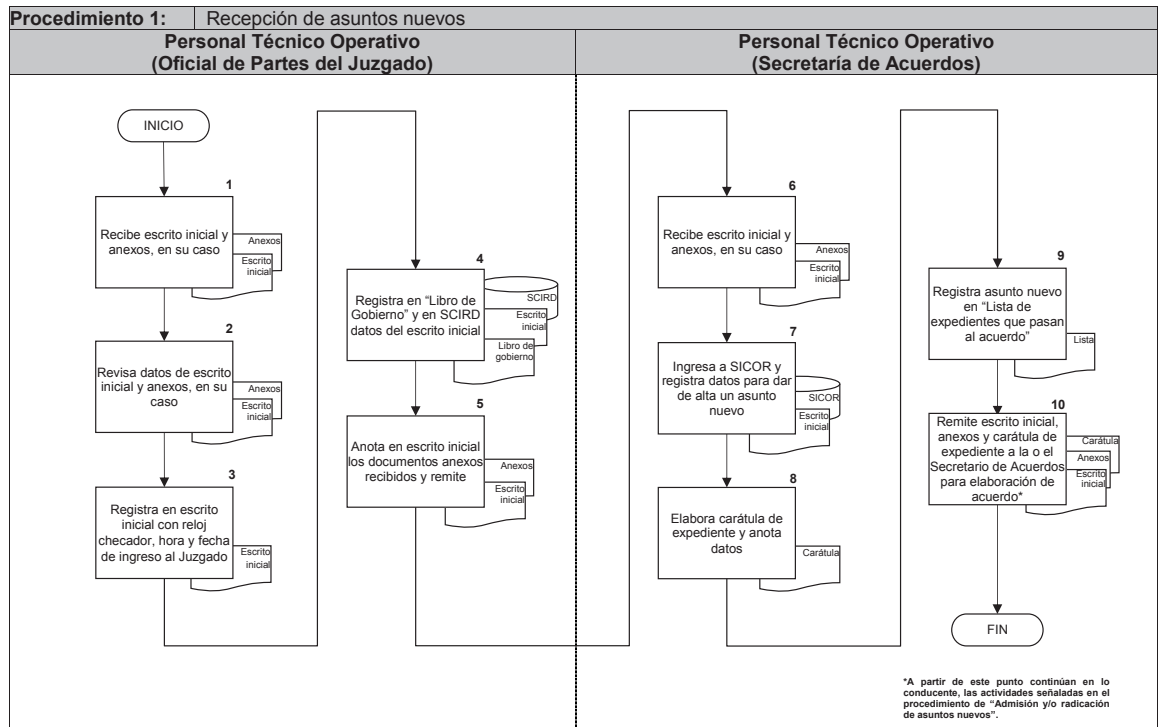 Procedimiento 1: Recepción de asuntos nuevos
Personal Técnico Operativo
(Oficial de Partes del Juzgado)
Personal Técnico Operativo
(Secretaría de Acuerdos)
INICIO
1
Recibe escrito inicial y
anexos, en su caso
Anexos
Escrito
inicial
2
Revisa datos de escrito
inicial y anexos, en su
caso
Anexos
Escrito
inicial
3
Registra en escrito
inicial con reloj
checador, hora y fecha
de ingreso al Juzgado
Escrito
inicial
4
Registra en “Libro de
Gobierno” y en SCIRD
datos del escrito inicial
SCIRD
Escrito
inicial
Libro de
gobierno
5
Anota en escrito inicial
los documentos anexos
recibidos y remite
Anexos
Escrito
inicial
6
Recibe escrito inicial y
anexos, en su caso
Anexos
Escrito
inicial
7
Ingresa a SICOR y
registra datos para dar
de alta un asunto
nuevo
SICOR
Escrito
inicial
8
Elabora carátula de
expediente y anota
datos
Carátula
9
Registra asunto nuevo
en “Lista de
expedientes que pasan
al acuerdo”
Lista
10
Remite escrito inicial,
anexos y carátula de
expediente a la o el
Secretario de Acuerdos
para elaboración de
acuerdo*
Carátula
Anexos
Escrito
inicial
FIN
*A partir de este punto continúan en lo
conducente, las actividades señaladas en el
procedimiento de “Admisión y/o radicación
de asuntos nuevos”.